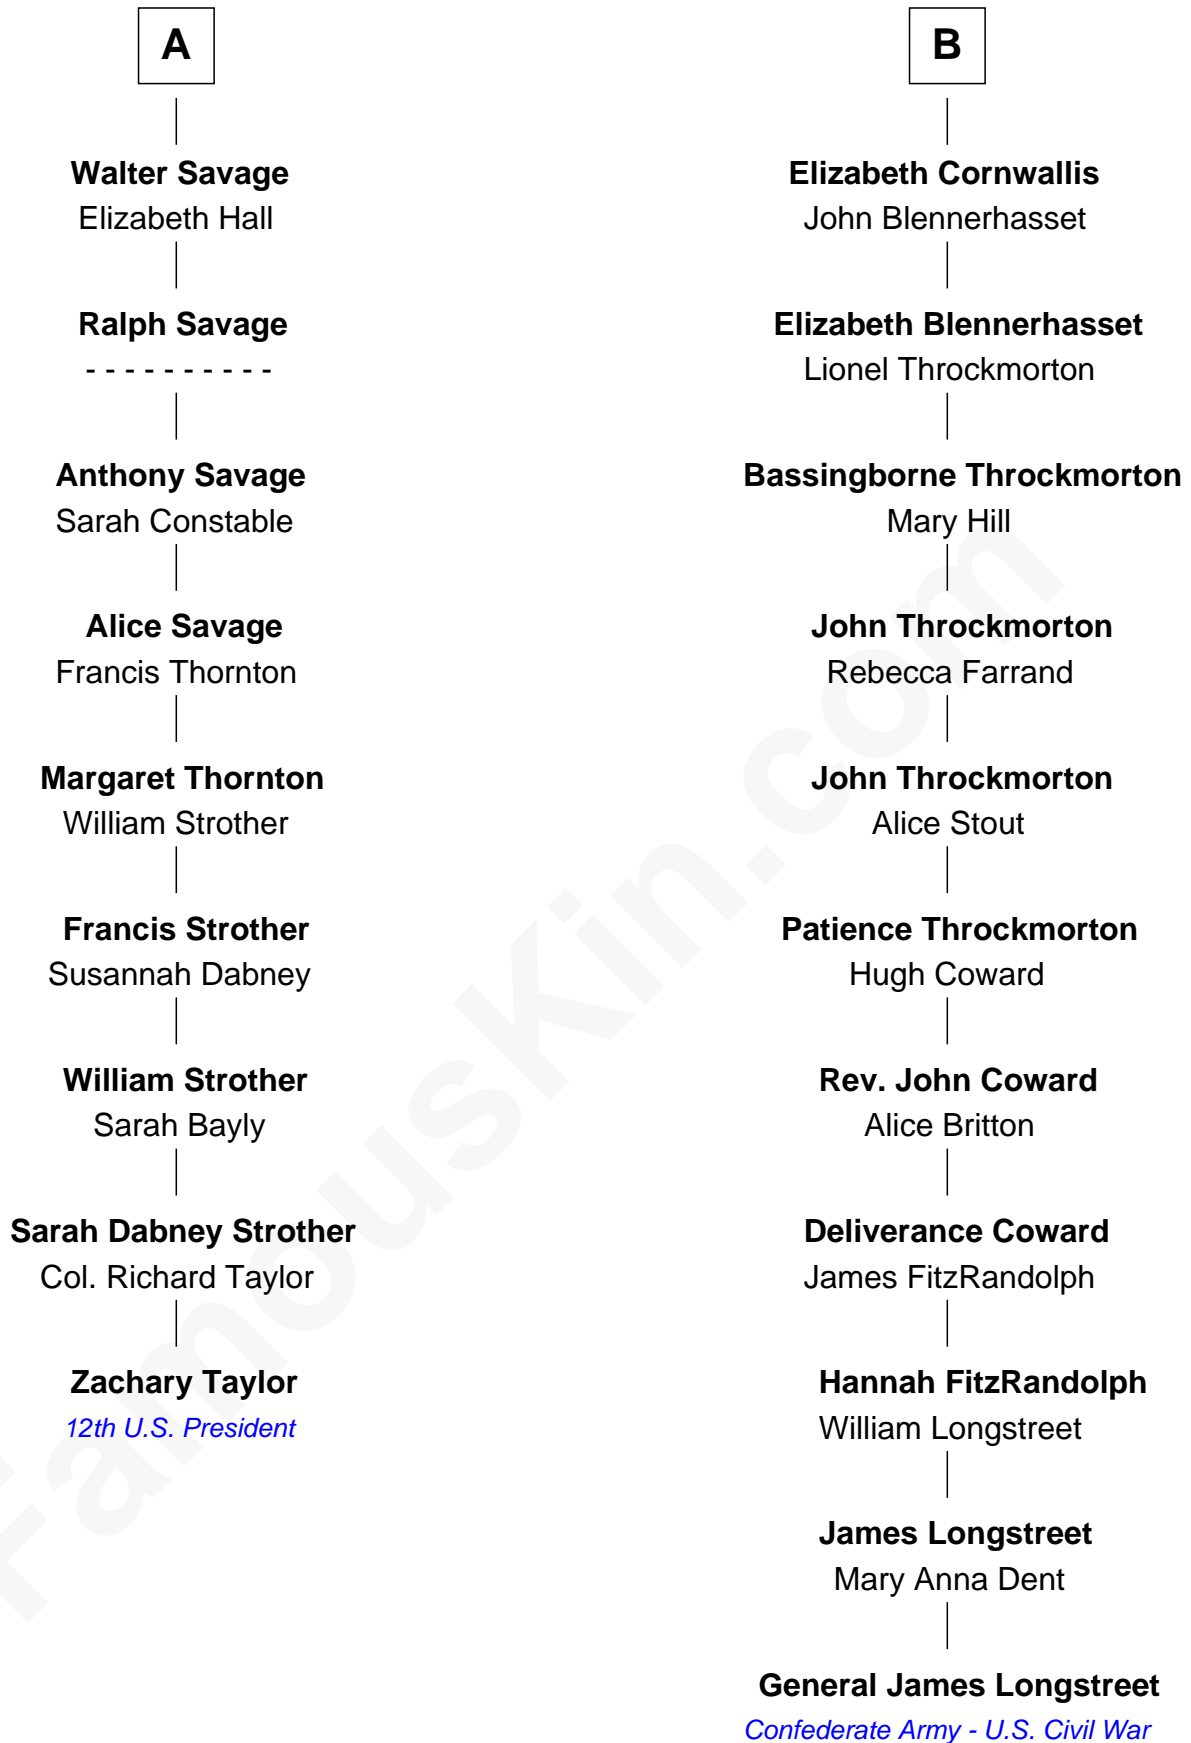 A
Walter Savage
Elizabeth Hall
Ralph Savage
- - - - - - - - - -
Anthony Savage
Sarah Constable
Alice Savage
Francis Thornton
Margaret Thornton
William Strother
Francis Strother
Susannah Dabney
William Strother
Sarah Bayly
Sarah Dabney Strother
Col. Richard Taylor
Zachary Taylor
12th U.S. President
B
Elizabeth Cornwallis
John Blennerhasset
Elizabeth Blennerhasset
Lionel Throckmorton
Bassingborne Throckmorton
Mary Hill
John Throckmorton
Rebecca Farrand
John Throckmorton
Alice Stout
Patience Throckmorton
Hugh Coward
Rev. John Coward
Alice Britton
Deliverance Coward
James FitzRandolph
Hannah FitzRandolph
William Longstreet
James Longstreet
Mary Anna Dent
General James Longstreet
Confederate Army - U.S. Civil War
FamousKin.com